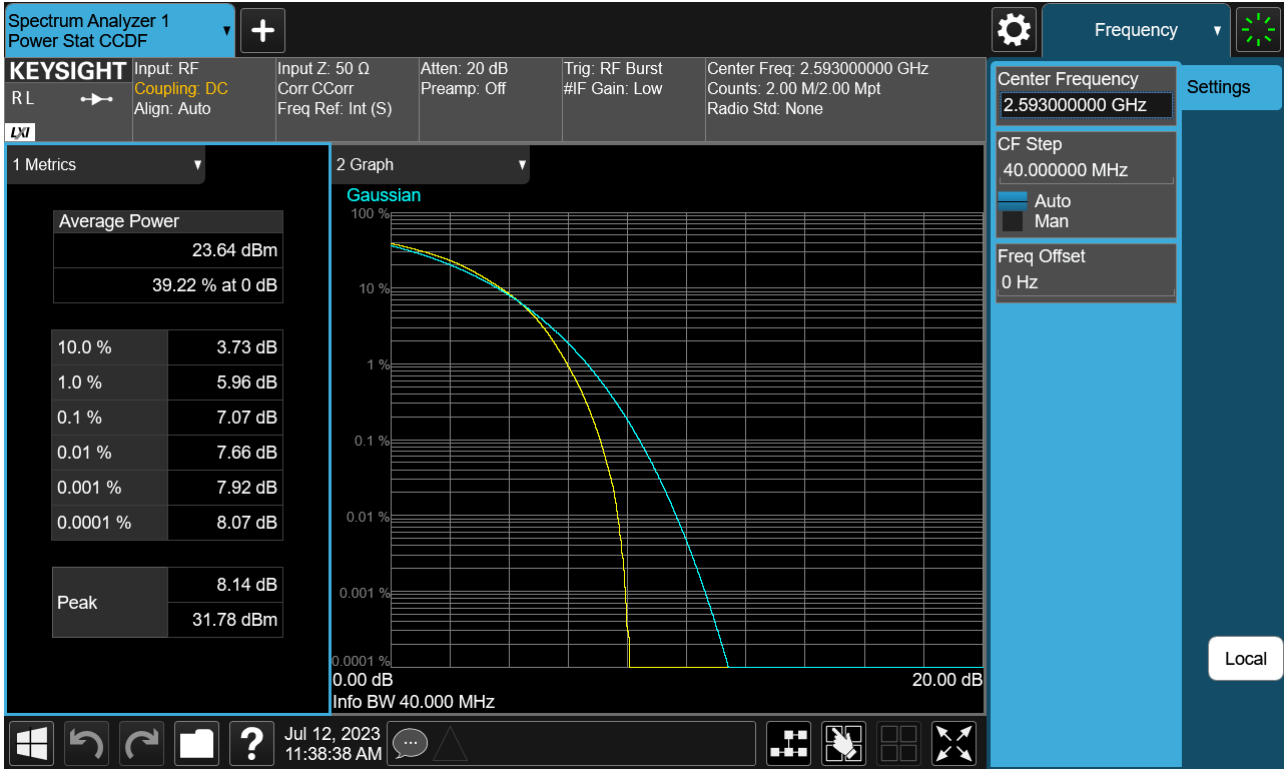 Spectrum Analyzer 1
Power Stat CCDF
Frequency
KEYSIGHT
R L
LXI
Input: RF
Coupling: DC
Align: Auto
Input Z: 50 Ω
Corr CCorr
Freq Ref: Int (S)
Atten: 20 dB
Preamp: Off
Trig: RF Burst
#IF Gain: Low
Center Freq: 2.593000000 GHz
Counts: 2.00 M/2.00 Mpt
Radio Std: None
1 Metrics
Average Power
23.64 dBm
39.22 % at 0 dB
10.0 % 3.73 dB
1.0 % 5.96 dB
0.1 % 7.07 dB
0.01 % 7.66 dB
0.001 % 7.92 dB
0.0001 % 8.07 dB
Peak
8.14 dB
31.78 dBm
2 Graph
Gaussian
100 %
10 %
1 %
0.1 %
0.01 %
0.001 %
0.0001 %
0.00 dB 20.00 dB
Info BW 40.000 MHz
Center Frequency
2.593000000 GHz
CF Step
40.000000 MHz
Auto
Man
Freq Offset
0 Hz
Settings
Local
?
Jul 12, 2023
11:38:38 AM